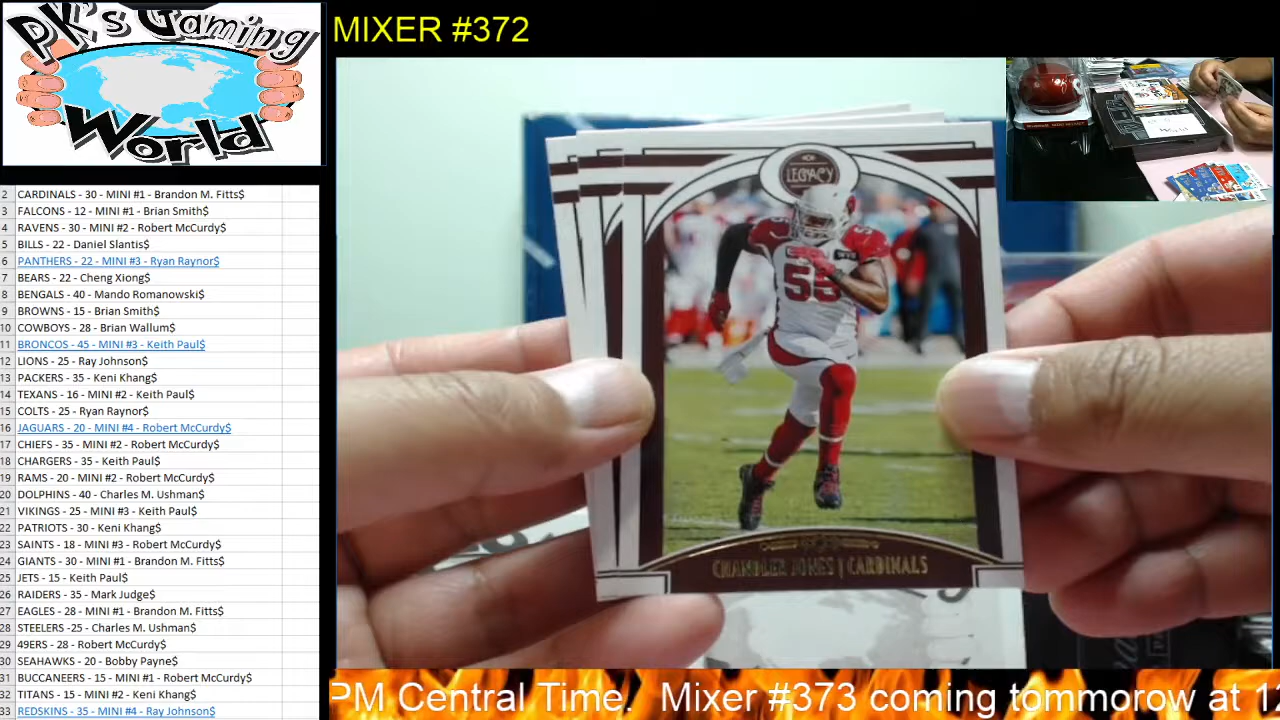 PK's Gaming
World
MIXER #372
2 CARDINALS - 30 - MINI #1 - Brandon M. Fitts$
3 FALCONS - 12 - MINI #1 - Brian Smith$
4 RAVENS - 30 - MINI #2 - Robert McCurdy$
5 BILLS - 22 - Daniel Slantis$
6 PANTHERS - 22 - MINI #3 - Ryan Raynor$
7 BEARS - 22 - Cheng Xiong$
8 BENGALS - 40 - Mando Romanowski$
9 BROWNS - 15 - Brian Smith$
10 COWBOYS - 28 - Brian Wallum$
11 BRONCOS - 45 - MINI #3 - Keith Paul$
12 LIONS - 25 - Ray Johnson$
13 PACKERS - 35 - Keni Khang$
14 TEXANS - 16 - MINI #2 - Keith Paul$
15 COLTS - 25 - Ryan Raynor$
16 JAGUARS - 20 - MINI #4 - Robert McCurdy$
17 CHIEFS - 35 - MINI #2 - Robert McCurdy$
18 CHARGERS - 35 - Keith Paul$
19 RAMS - 20 - MINI #2 - Robert McCurdy$
20 DOLPHINS - 40 - Charles M. Ushman$
21 VIKINGS - 25 - MINI #3 - Keith Paul$
22 PATRIOTS - 30 - Keni Khang$
23 SAINTS - 18 - MINI #3 - Robert McCurdy$
24 GIANTS - 30 - MINI #1 - Brandon M. Fitts$
25 JETS - 15 - Keith Paul$
26 RAIDERS - 35 - Mark Judge$
27 EAGLES - 28 - MINI #1 - Brandon M. Fitts$
28 STEELERS -25 - Charles M. Ushman$
29 49ERS - 28 - Robert McCurdy$
30 SEAHAWKS - 20 - Bobby Payne$
31 BUCCANEERS - 15 - MINI #1 - Robert McCurdy$
32 TITANS - 15 - MINI #2 - Keni Khang$
33 REDSKINS - 35 - MINI #4 - Ray Johnson$
LEGACY
55
CHANDLER JONES | CARDINALS
PM Central Time. Mixer #373 coming tommorow at 12